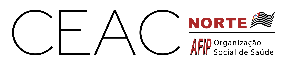 CEAC
NORTE
AFIP Organização
Social de Saúde